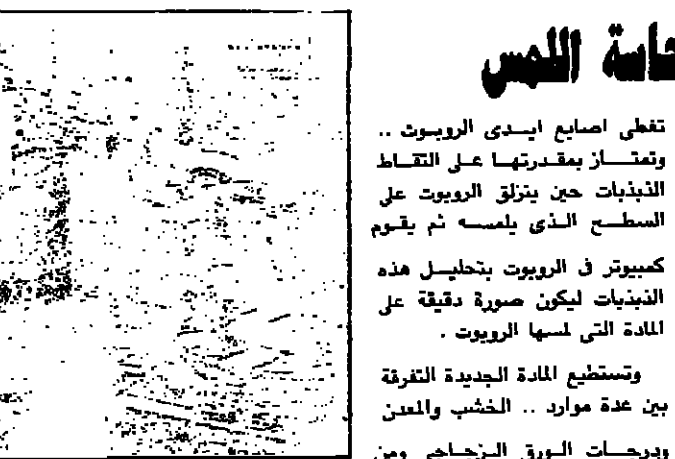 حاسة اللمس
تغطى اصابع ايدى الروبوت ..
وتمتاز بمقدرتها على التقاط
الذبذبات حين ينزلق الروبوت على
السطح الذى يلمسه ثم يقوم
كمبيوتر فى الروبوت بتحليل هذه
الذبذبات ليكون صورة دقيقة على
المادة التى لمسها الروبوت .
وتستطيع المادة الجديدة التفرقة
بين عدة موارد .. الخشب والمعدن
ودرجات الورق الزجاجى ومن